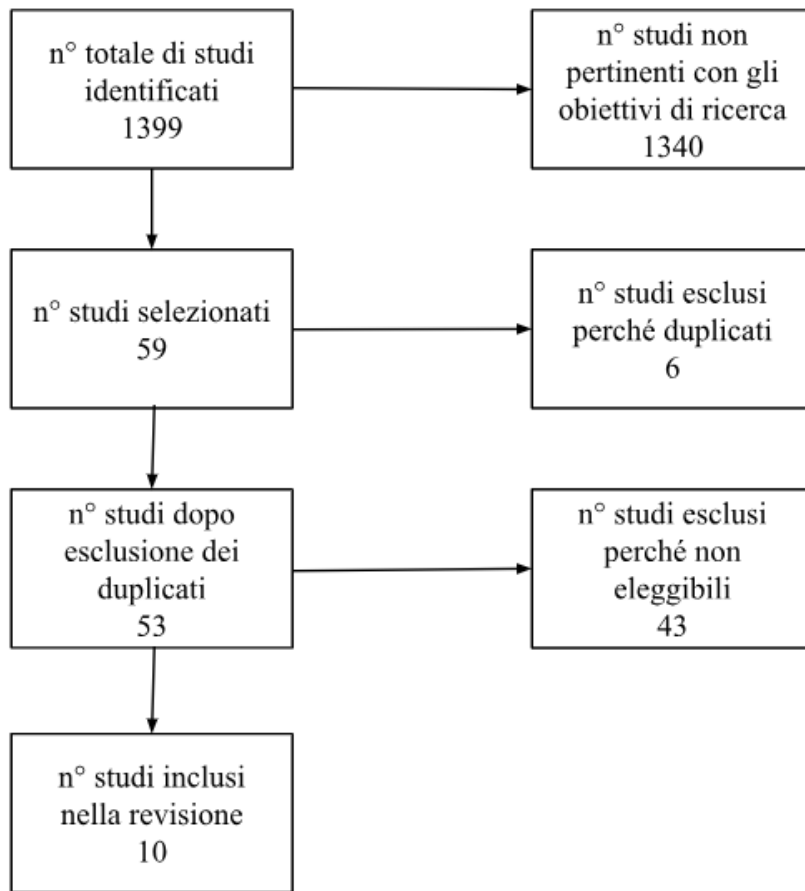 n° totale di studi
identificati
1399
n° studi non
pertinenti con gli
obiettivi di ricerca
1340
n° studi selezionati
59
n° studi esclusi
perché duplicati
6
n° studi dopo
esclusione dei
duplicati
53
n° studi esclusi
perché non
eleggibili
43
n° studi inclusi
nella revisione
10